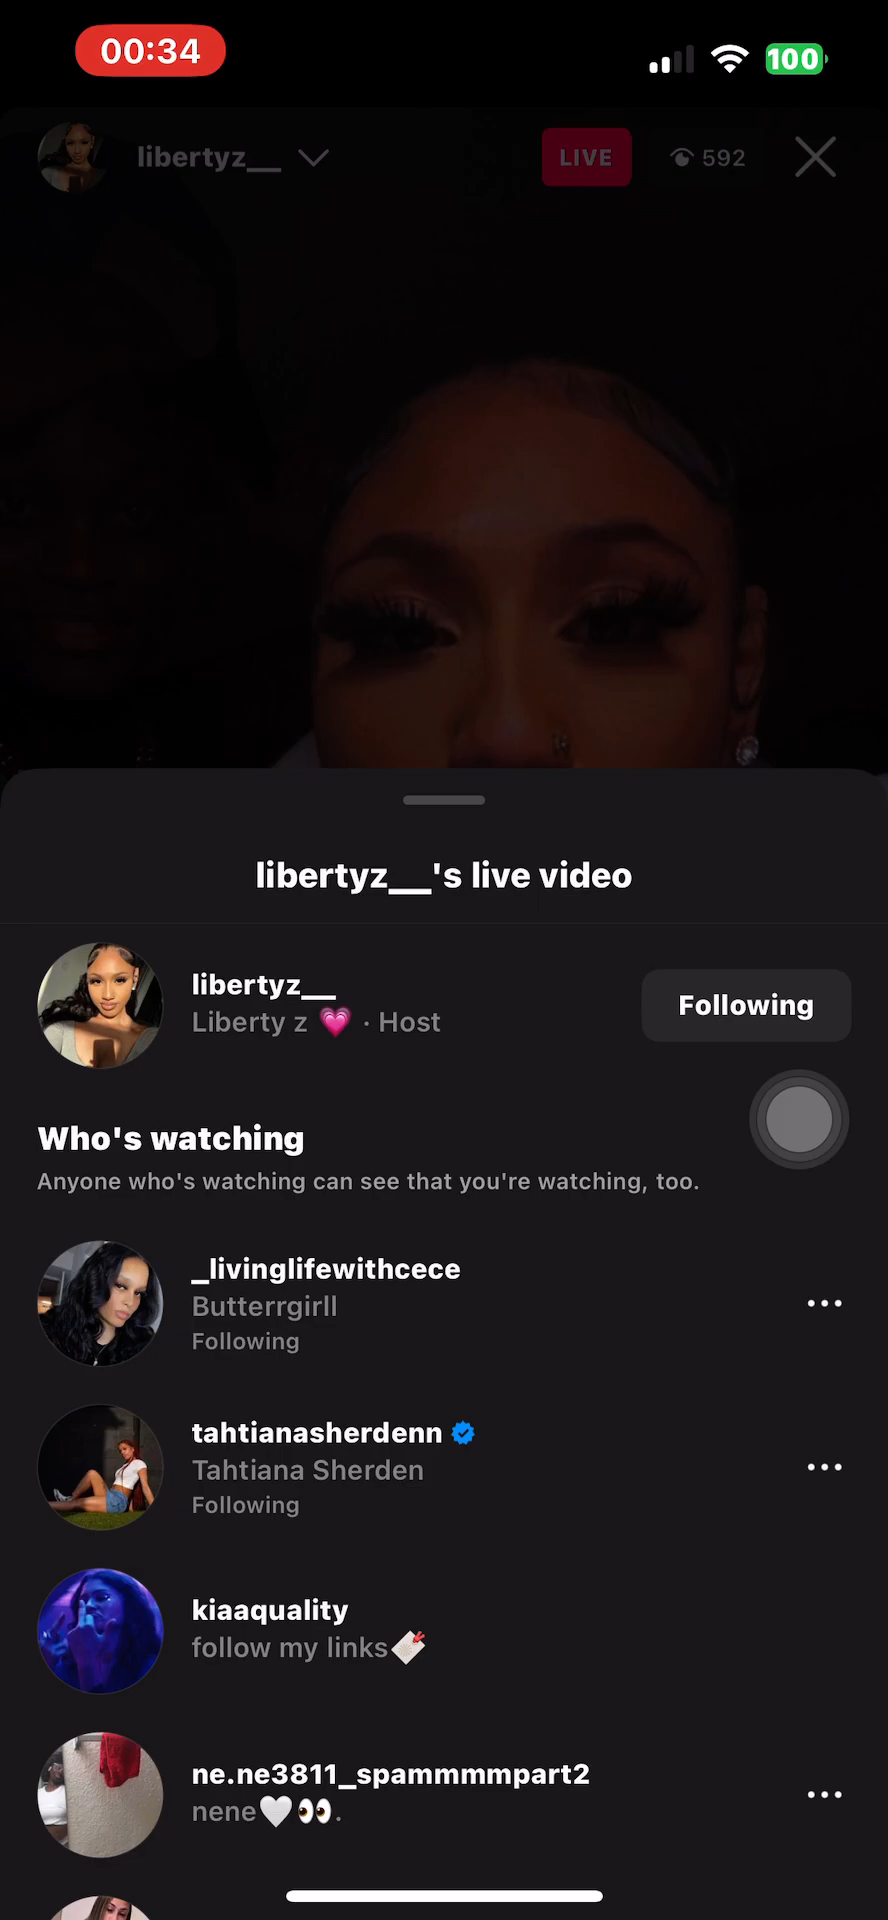 00:34
100
libertyz__
LIVE
592
libertyz__'s live video
libertyz__
Liberty z 💗 · Host
Following
Who's watching
Anyone who's watching can see that you're watching, too.
_livinglifewithcece
Butterrgirll
Following
tahtianasherdenn
Tahtiana Sherden
Following
kiaaquality
follow my links🏷️
ne.ne3811_spammmmpart2
nene🤍👀.